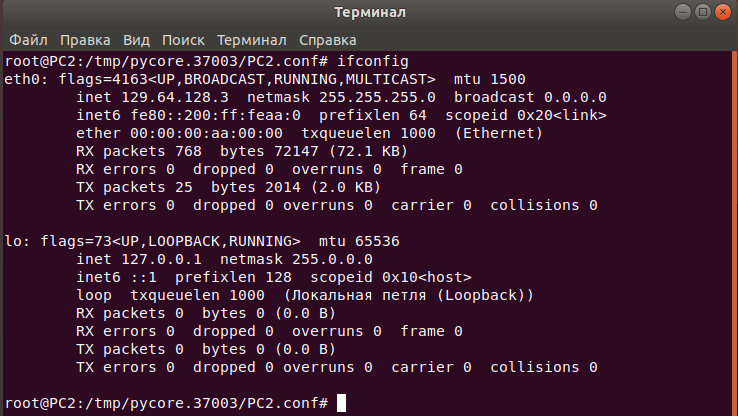 Терминал
Файл Правка Вид Поиск Терминал Справка
root@PC2:/tmp/pycore.37003/PC2.conf# ifconfig
eth0: flags=4163<UP,BROADCAST,RUNNING,MULTICAST>  mtu 1500
        inet 129.64.128.3  netmask 255.255.255.0  broadcast 0.0.0.0
        inet6 fe80::200:ff:feaa:0  prefixlen 64  scopeid 0x20<link>
        ether 00:00:00:aa:00:00  txqueuelen 1000  (Ethernet)
        RX packets 768  bytes 72147 (72.1 KB)
        RX errors 0  dropped 0  overruns 0  frame 0
        TX packets 25  bytes 2014 (2.0 KB)
        TX errors 0  dropped 0 overruns 0  carrier 0  collisions 0

lo: flags=73<UP,LOOPBACK,RUNNING>  mtu 65536
        inet 127.0.0.1  netmask 255.0.0.0
        inet6 ::1  prefixlen 128  scopeid 0x10<host>
        loop  txqueuelen 1000  (Локальная петля (Loopback))
        RX packets 0  bytes 0 (0.0 B)
        RX errors 0  dropped 0  overruns 0  frame 0
        TX packets 0  bytes 0 (0.0 B)
        TX errors 0  dropped 0 overruns 0  carrier 0  collisions 0

root@PC2:/tmp/pycore.37003/PC2.conf#